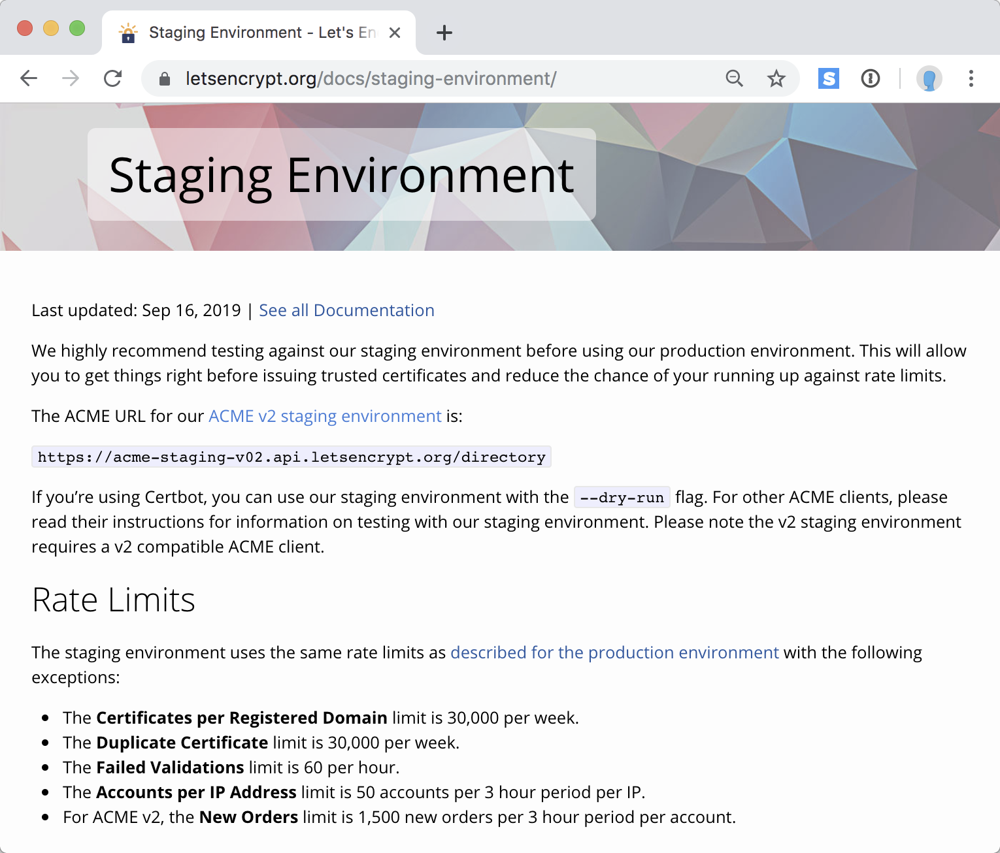 Staging Environment - Let's En
letsencrypt.org/docs/staging-environment/
S
Staging Environment
Last updated: Sep 16, 2019 | See all Documentation
We highly recommend testing against our staging environment before using our production environment. This will allow
you to get things right before issuing trusted certificates and reduce the chance of your running up against rate limits.
The ACME URL for our ACME v2 staging environment is:
https://acme-staging-v02.api.letsencrypt.org/directory
If you’re using Certbot, you can use our staging environment with the --dry-run flag. For other ACME clients, please
read their instructions for information on testing with our staging environment. Please note the v2 staging environment
requires a v2 compatible ACME client.
Rate Limits
The staging environment uses the same rate limits as described for the production environment with the following
exceptions:
• The Certificates per Registered Domain limit is 30,000 per week.
• The Duplicate Certificate limit is 30,000 per week.
• The Failed Validations limit is 60 per hour.
• The Accounts per IP Address limit is 50 accounts per 3 hour period per IP.
• For ACME v2, the New Orders limit is 1,500 new orders per 3 hour period per account.